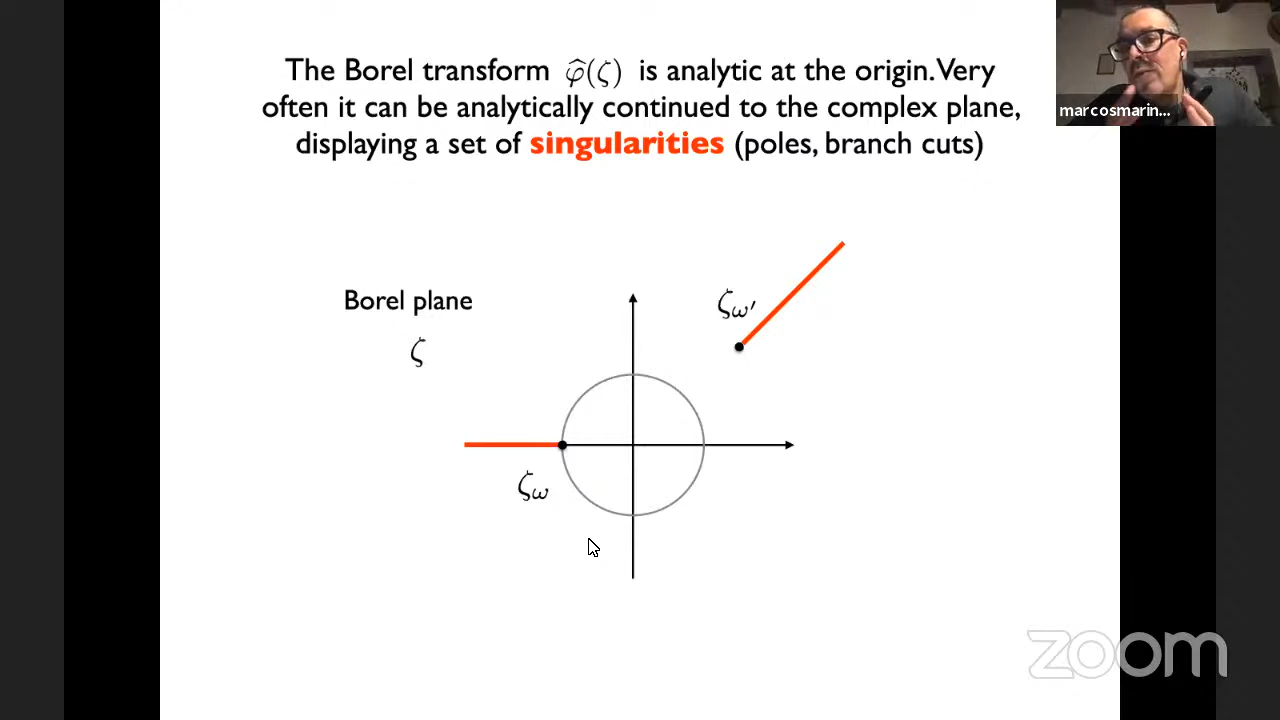 The Borel transform φ̂(ζ) is analytic at the origin. Very
often it can be analytically continued to the complex plane,
displaying a set of singularities (poles, branch cuts)
marcosmarin...
Borel plane
ζ
ζω′
ζω
zoom